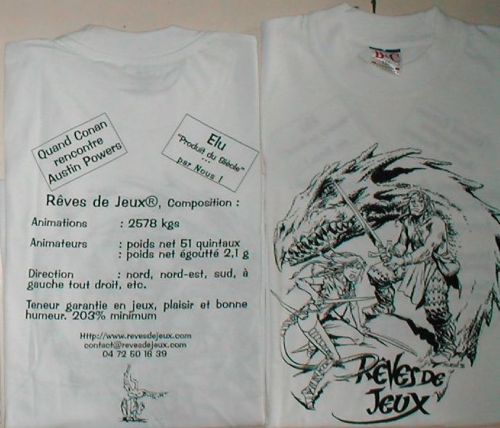 Quand Conan
rencontre
Austin Powers
Elu
"Produit du Siècle"
...
par Nous !
Rêves de Jeux®, Composition :
Animations : 2578 kgs
Animateurs : poids net 51 quintaux
: poids net égoutté 2,1 g
Direction : nord, nord-est, sud, à
gauche tout droit, etc.
Teneur garantie en jeux, plaisir et bonne
humeur. 203% minimum
Http://www.revesdejeux.com
contact@revesdejeux.com
04 72 50 16 39
B&C
RÊVES DE
JEUX